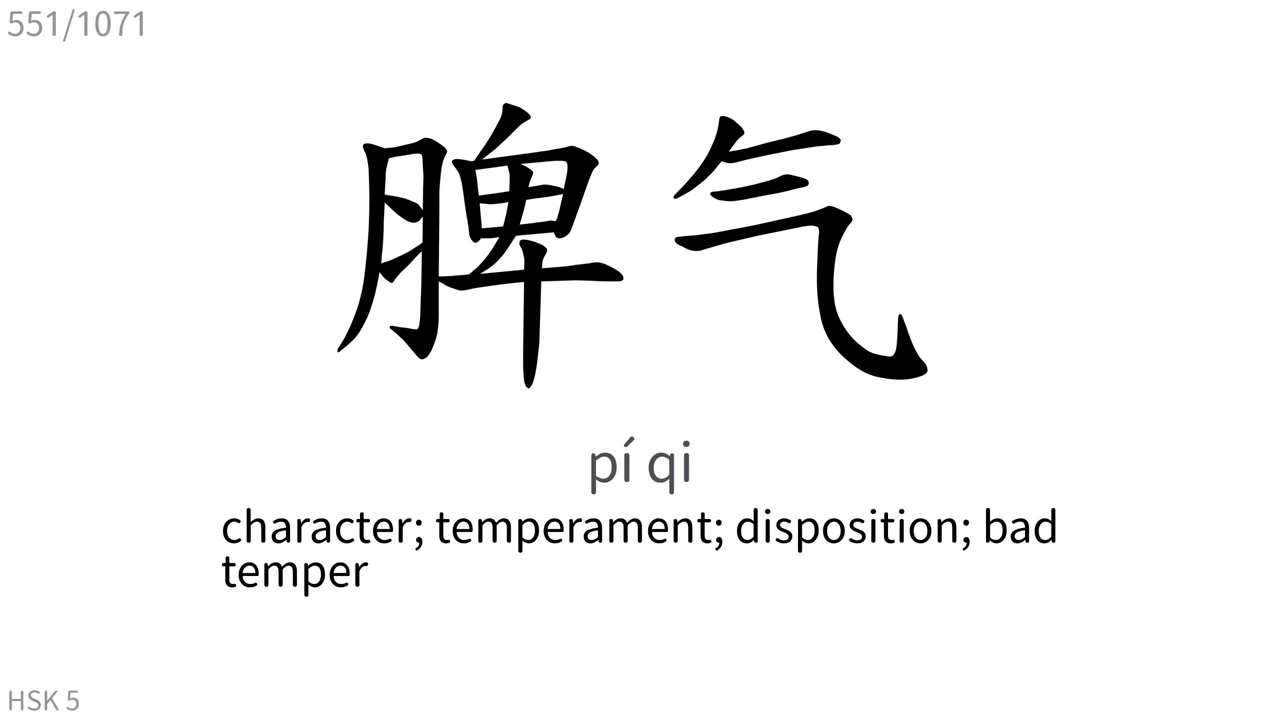 551/1071
脾气
pí qi
character; temperament; disposition; bad
temper
HSK 5